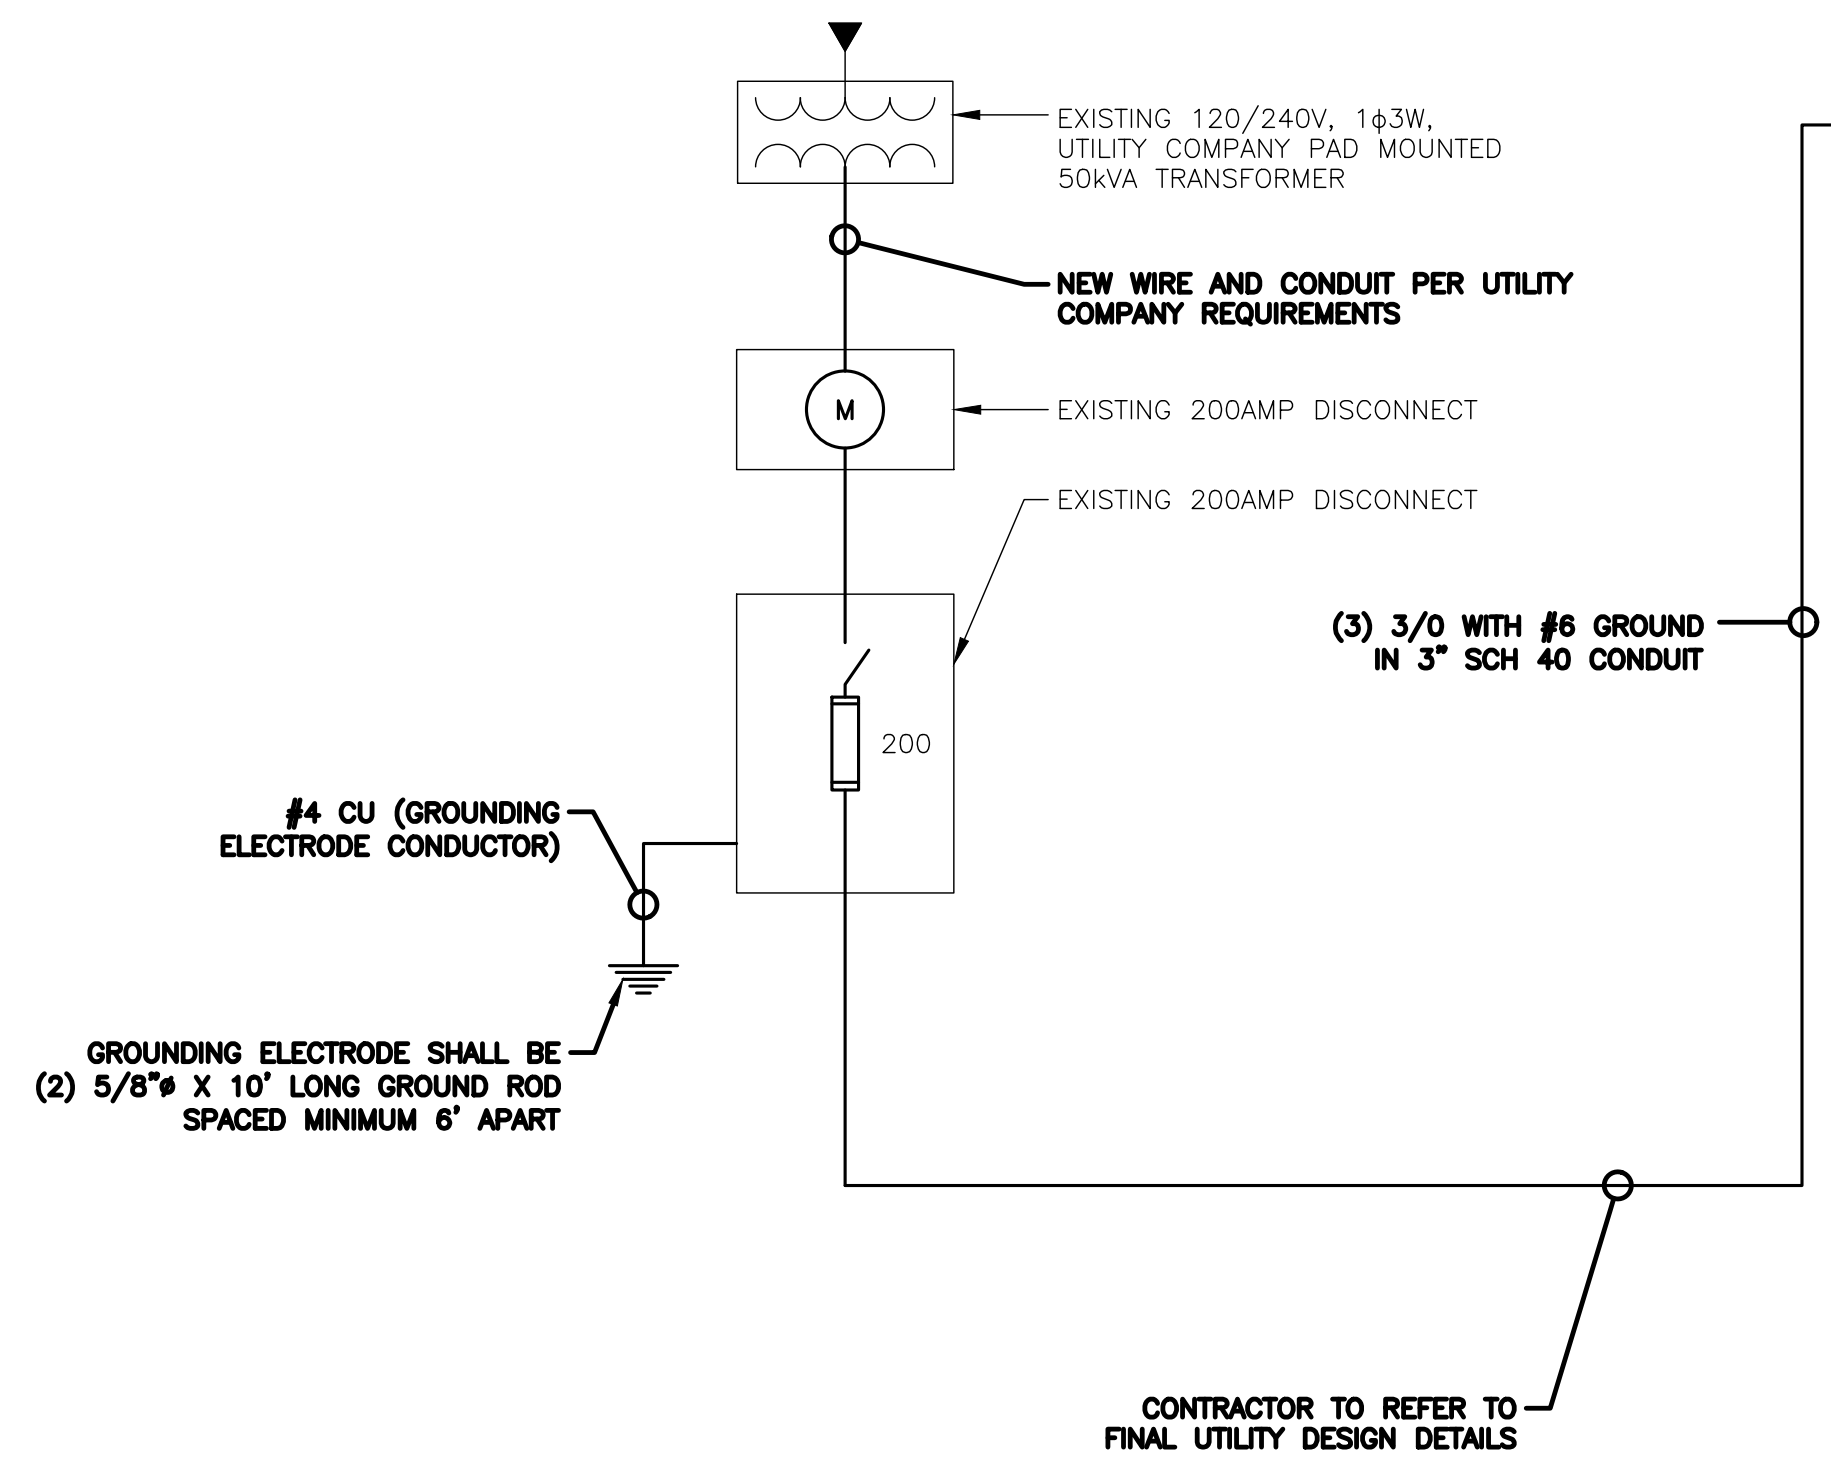 EXISTING 120/240V, 1ϕ3W,
UTILITY COMPANY PAD MOUNTED
50kVA TRANSFORMER
NEW WIRE AND CONDUIT PER UTILITY
COMPANY REQUIREMENTS
M
EXISTING 200AMP DISCONNECT
EXISTING 200AMP DISCONNECT
(3) 3/0 WITH #6 GROUND
IN 3" SCH 40 CONDUIT
200
#4 CU (GROUNDING
ELECTRODE CONDUCTOR)
GROUNDING ELECTRODE SHALL BE
(2) 5/8"ø X 10' LONG GROUND ROD
SPACED MINIMUM 6' APART
CONTRACTOR TO REFER TO
FINAL UTILITY DESIGN DETAILS